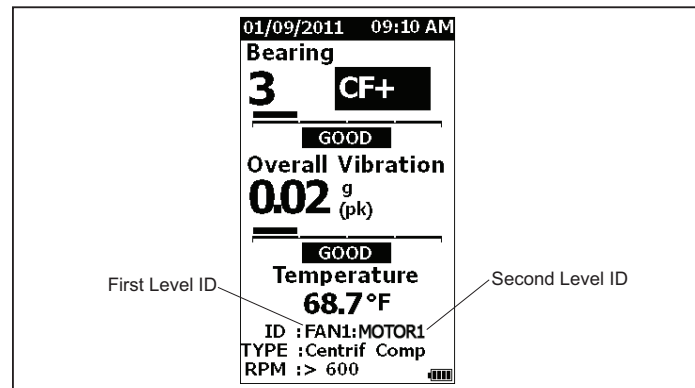 01/09/2011 09:10 AM
Bearing
3 CF+
GOOD
Overall Vibration
0.02 g (pk)
GOOD
Temperature
68.7 °F
First Level ID
Second Level ID
ID :FAN1:MOTOR1
TYPE :Centrif Comp
RPM :> 600